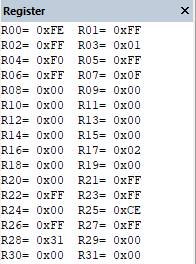 Register
R00= 0xFE R01= 0xFF
R02= 0xFF R03= 0x01
R04= 0xF0 R05= 0xFF
R06= 0xFF R07= 0x0F
R08= 0x00 R09= 0x00
R10= 0x00 R11= 0x00
R12= 0x00 R13= 0x00
R14= 0x00 R15= 0x00
R16= 0x00 R17= 0x02
R18= 0x00 R19= 0x00
R20= 0x00 R21= 0xFF
R22= 0xFF R23= 0xFF
R24= 0x00 R25= 0xCE
R26= 0xFF R27= 0xFF
R28= 0x31 R29= 0x00
R30= 0x00 R31= 0x00